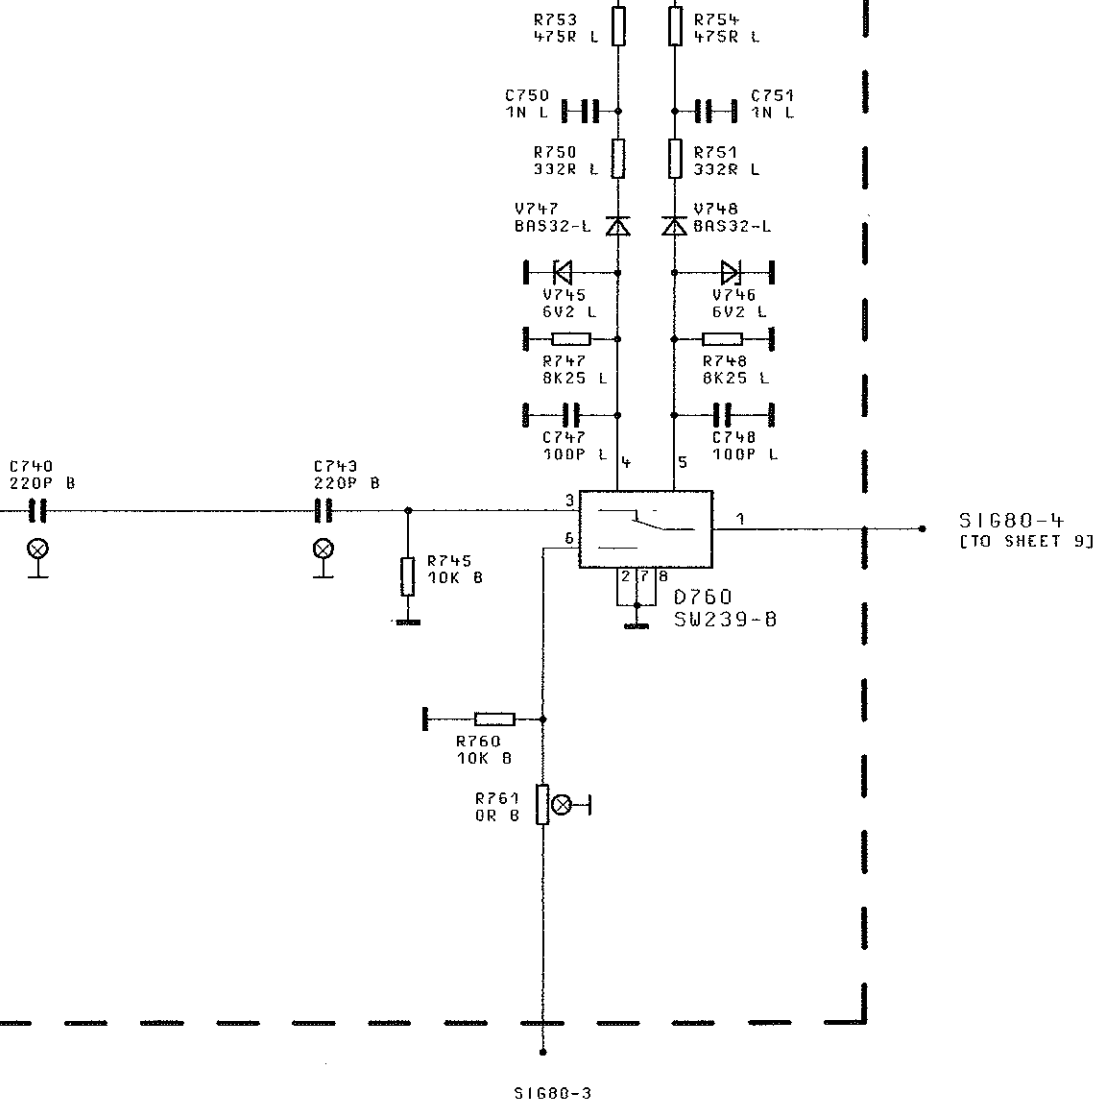 R753
475R L
R754
475R L
C750
1N L
C751
1N L
R750
332R L
R751
332R L
V747
BAS32-L
V748
BAS32-L
V745
6V2 L
V746
6V2 L
R747
8K25 L
R748
8K25 L
C747
100P L
C748
100P L
4
5
C740
220P B
C743
220P B
3
6
1
SIG80-4
[TO SHEET 9]
R745
10K B
2
7
8
D760
SW239-B
R760
10K B
R761
0R B
SIG80-3